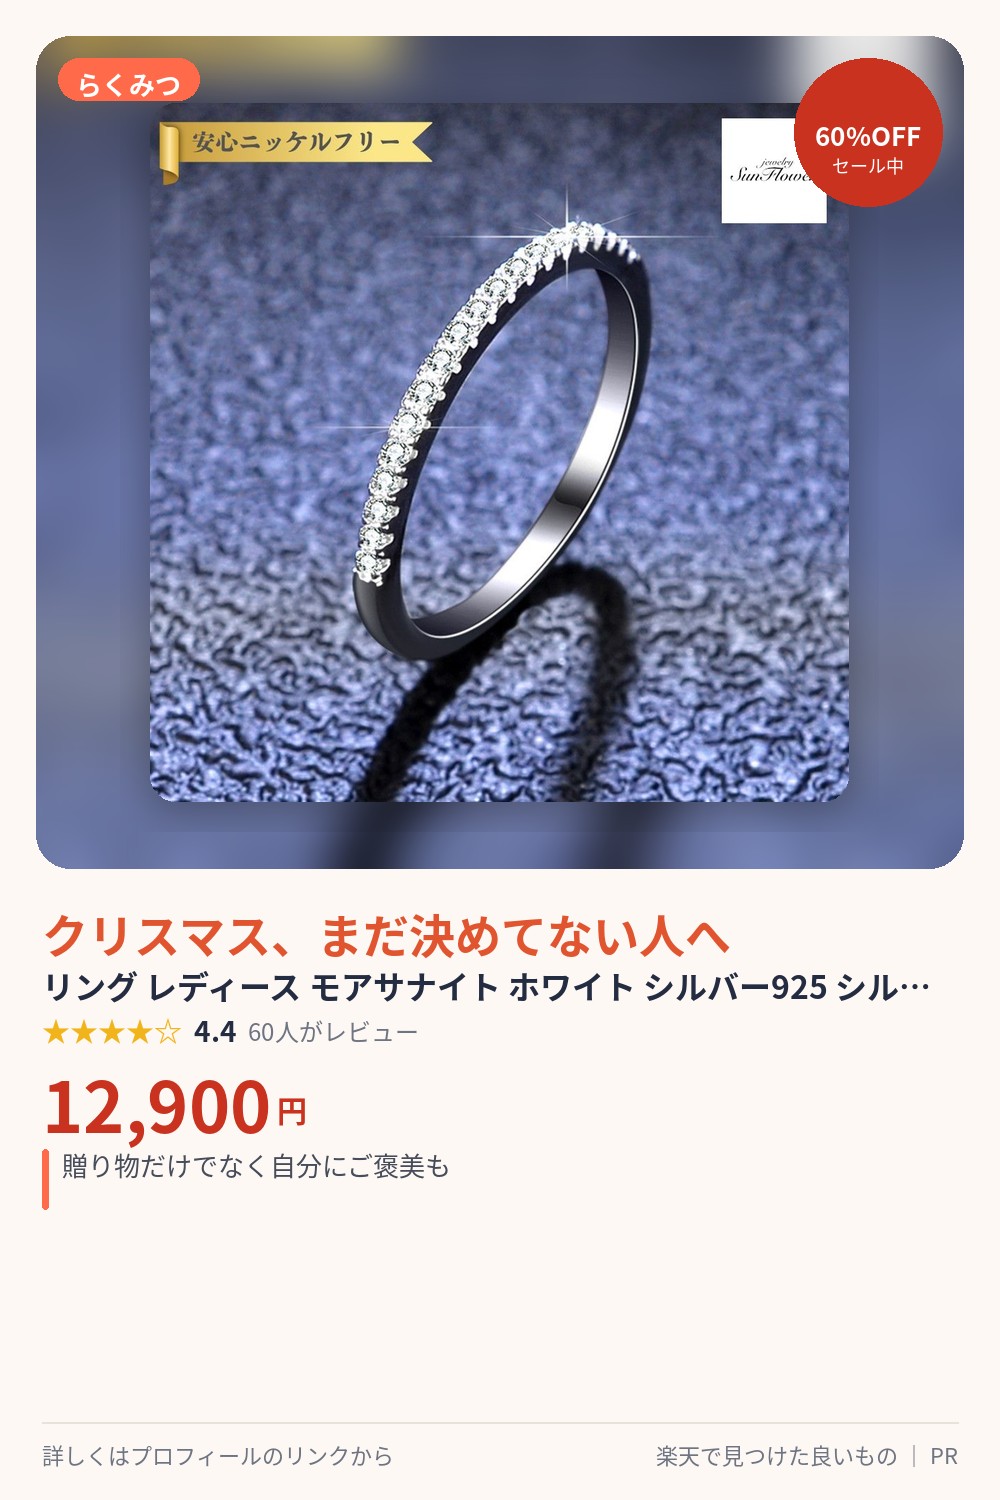 らくみつ
安心ニッケルフリー
jewelry
SunFlower
60%OFF
セール中
クリスマス、まだ決めてない人へ
リング レディース モアサナイト ホワイト シルバー925 シル…
★★★★☆ 4.4 60人がレビュー
12,900円
贈り物だけでなく自分にご褒美も
詳しくはプロフィールのリンクから
楽天で見つけた良いもの｜PR